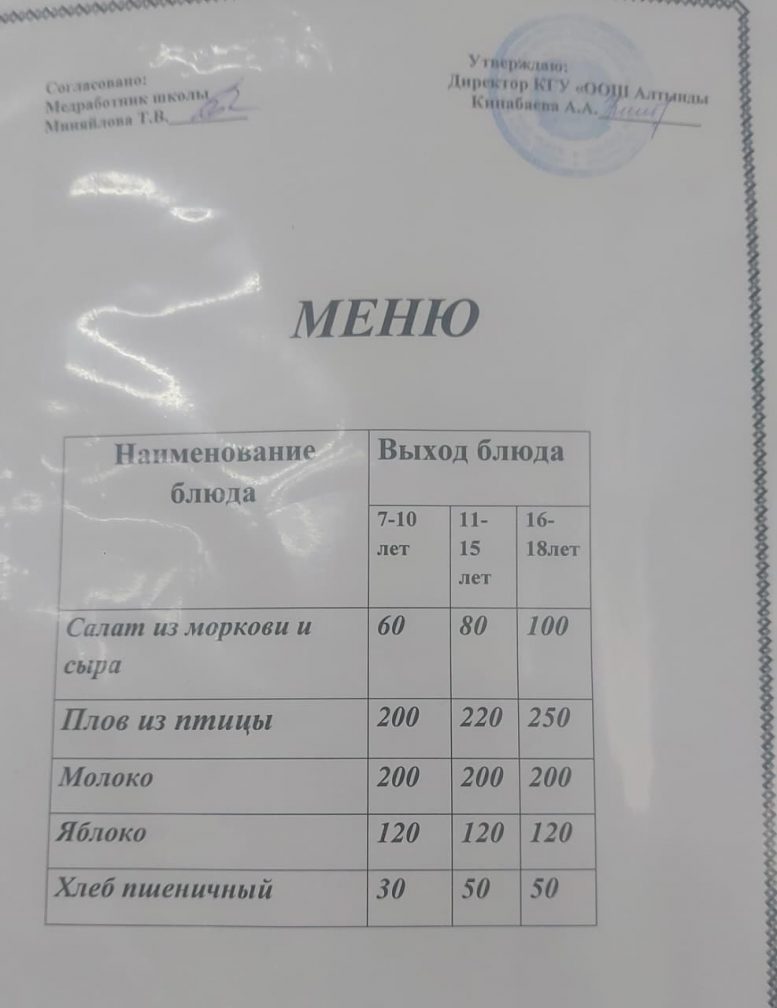 Согласовано:
Медработник школы
Миняйлова Т.В.
Утверждаю:
Директор КГУ «ООШ Алтынды
Кинабаева А.А.
МЕНЮ
Наименование блюда
Выход блюда
7-10 лет
11-15 лет
16-18лет
Салат из моркови и сыра 60 80 100
Плов из птицы 200 220 250
Молоко 200 200 200
Яблоко 120 120 120
Хлеб пшеничный 30 50 50